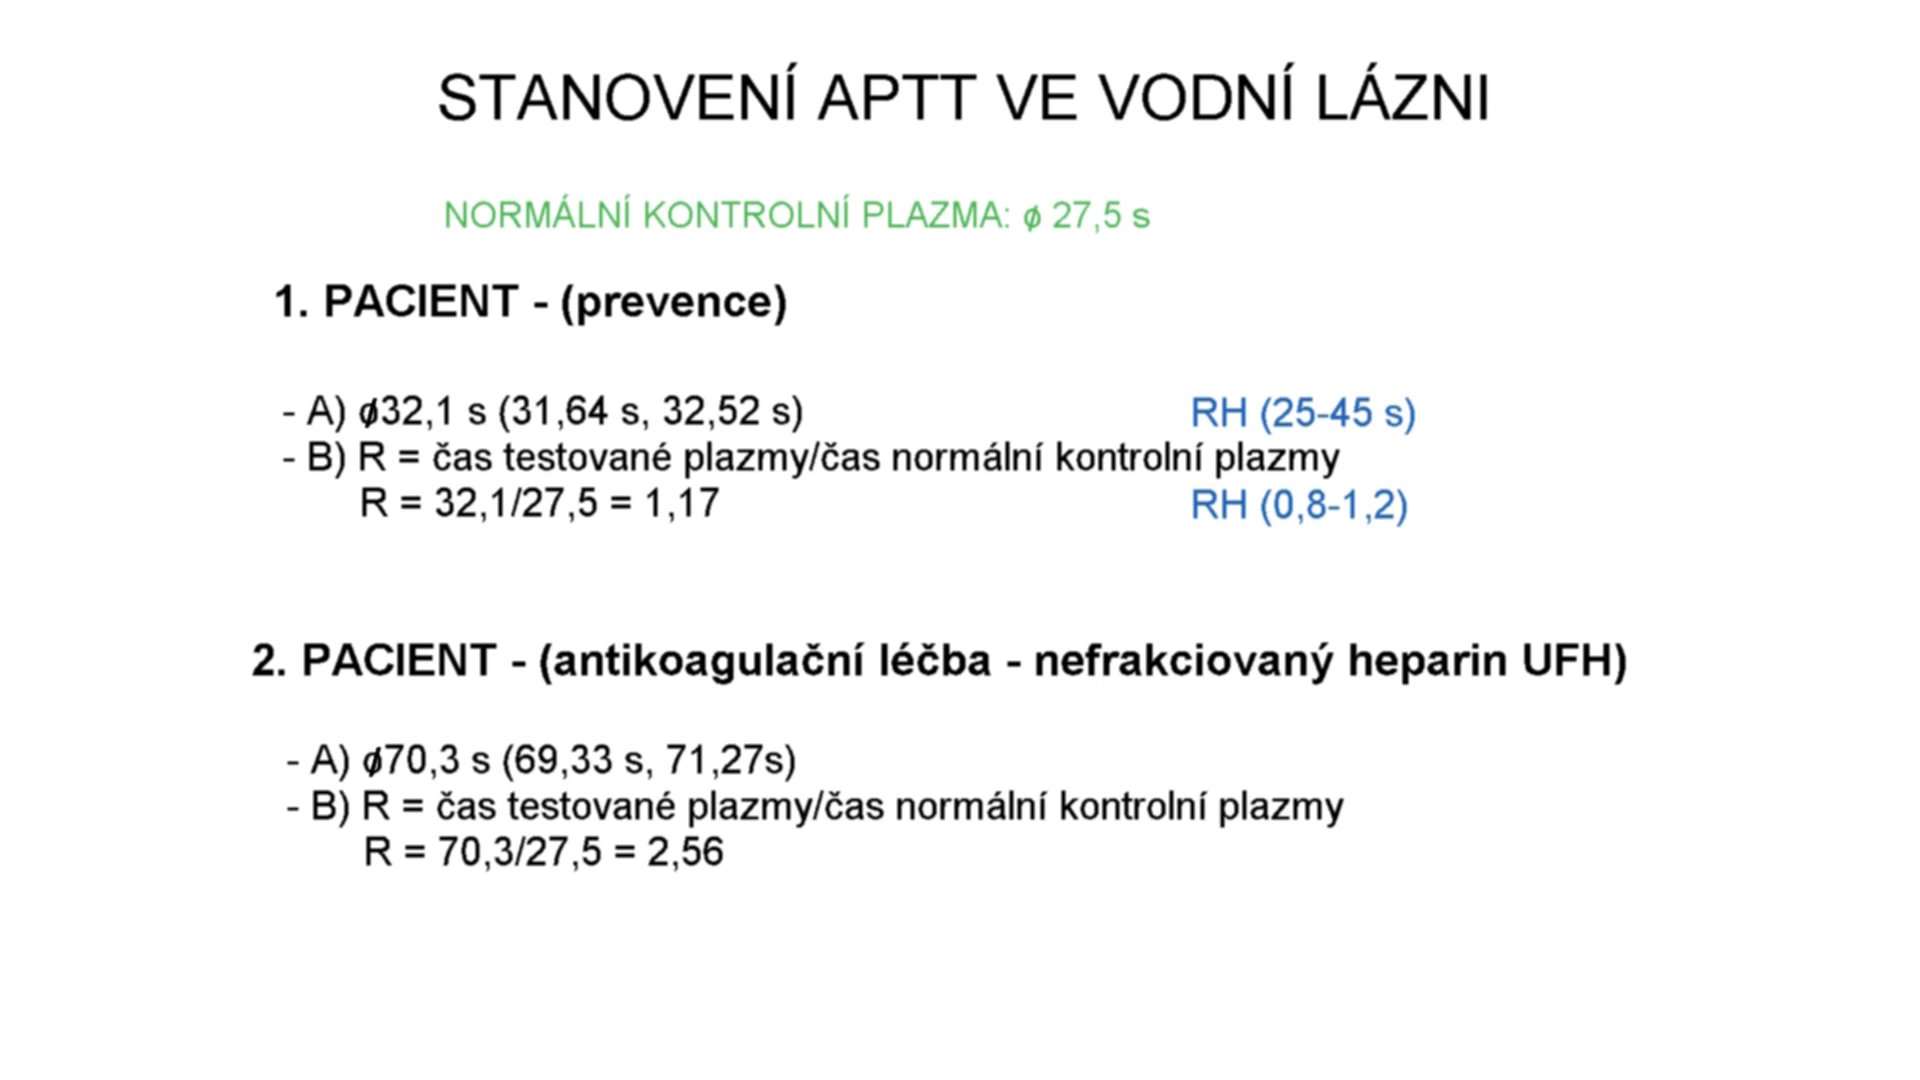 STANOVENÍ APTT VE VODNÍ LÁZNI
NORMÁLNÍ KONTROLNÍ PLAZMA: ø 27,5 s
1. PACIENT - (prevence)
- A) ø32,1 s (31,64 s, 32,52 s) RH (25-45 s)
- B) R = čas testované plazmy/čas normální kontrolní plazmy
R = 32,1/27,5 = 1,17 RH (0,8-1,2)
2. PACIENT - (antikoagulační léčba - nefrakciovaný heparin UFH)
- A) ø70,3 s (69,33 s, 71,27s)
- B) R = čas testované plazmy/čas normální kontrolní plazmy
R = 70,3/27,5 = 2,56